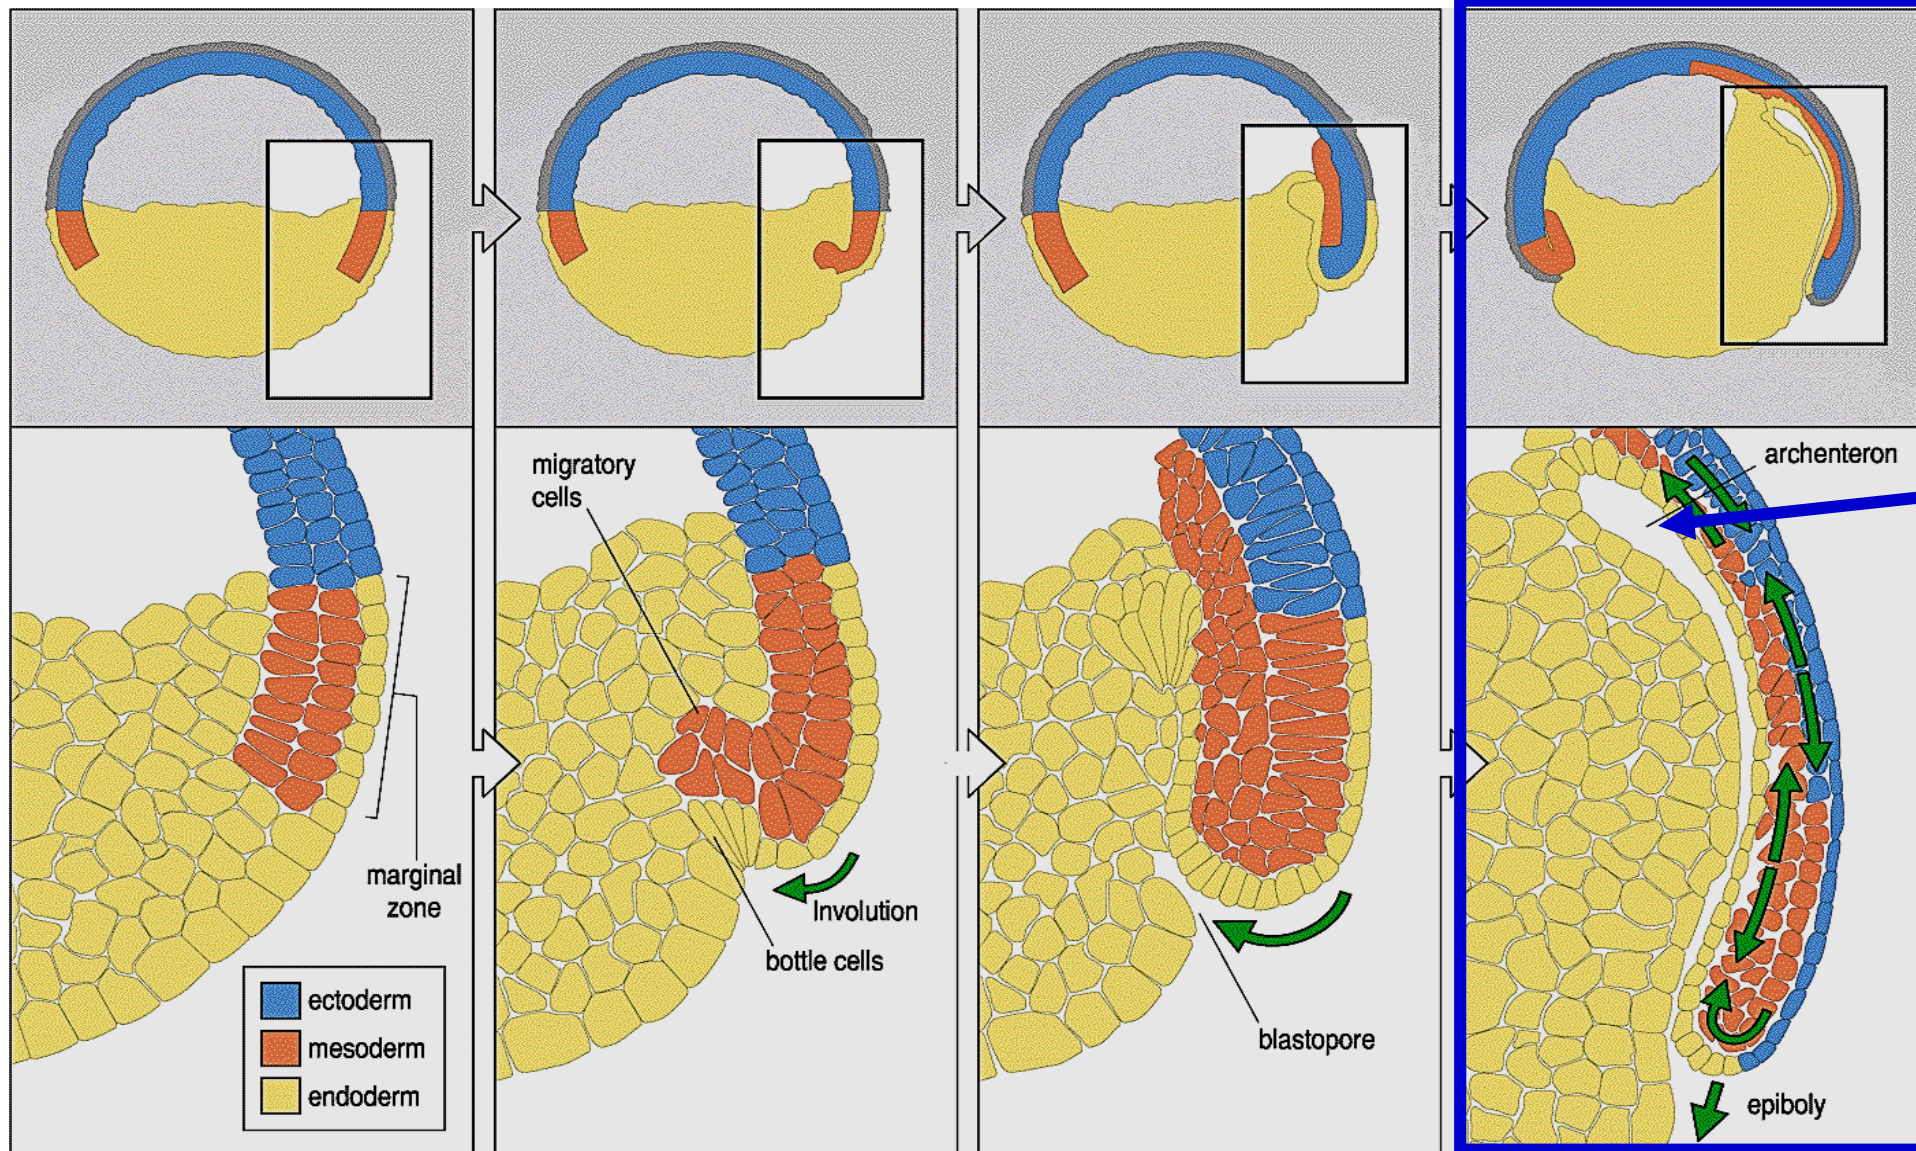 marginal
zone
ectoderm
mesoderm
endoderm
migratory
cells
Involution
bottle cells
blastopore
archenteron
epiboly